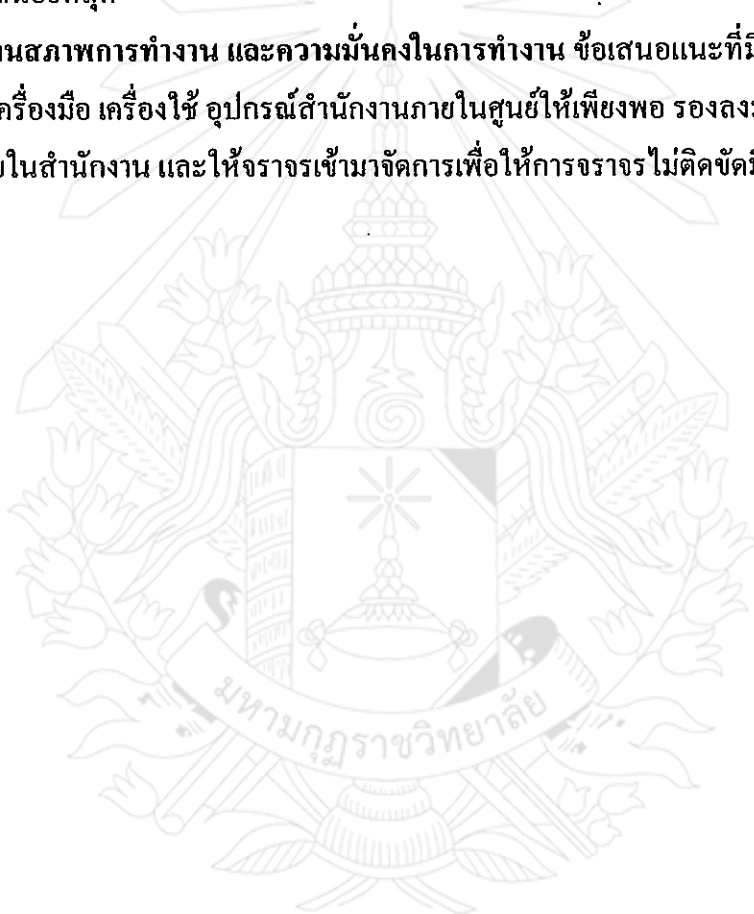 านสภาพการทำงาน และความมั่นคงในการทำงาน ข้อเสนอแนะที่มี
ครื่องมือ เครื่องใช้ อุปกรณ์สำนักงานภายในศูนย์ให้เพียงพอ รองลงม
ยในสำนักงาน และให้จราจรเข้ามาจัดการเพื่อให้การจราจรไม่ติดขัดมี
มหามกุฏราชวิทยาลัย